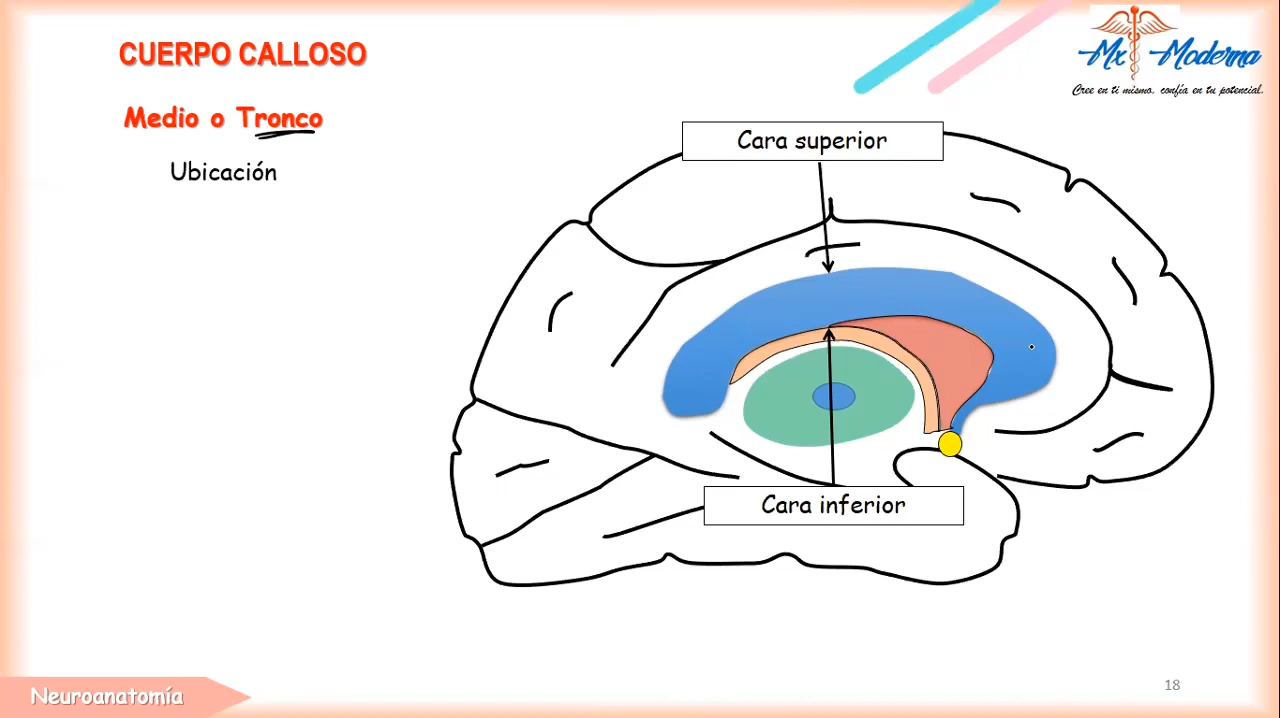 CUERPO CALLOSO
Mx Moderna
Cree en ti mismo, confía en tu potencial.
Medio o Tronco
Cara superior
Ubicación
Cara inferior
Neuroanatomía
18